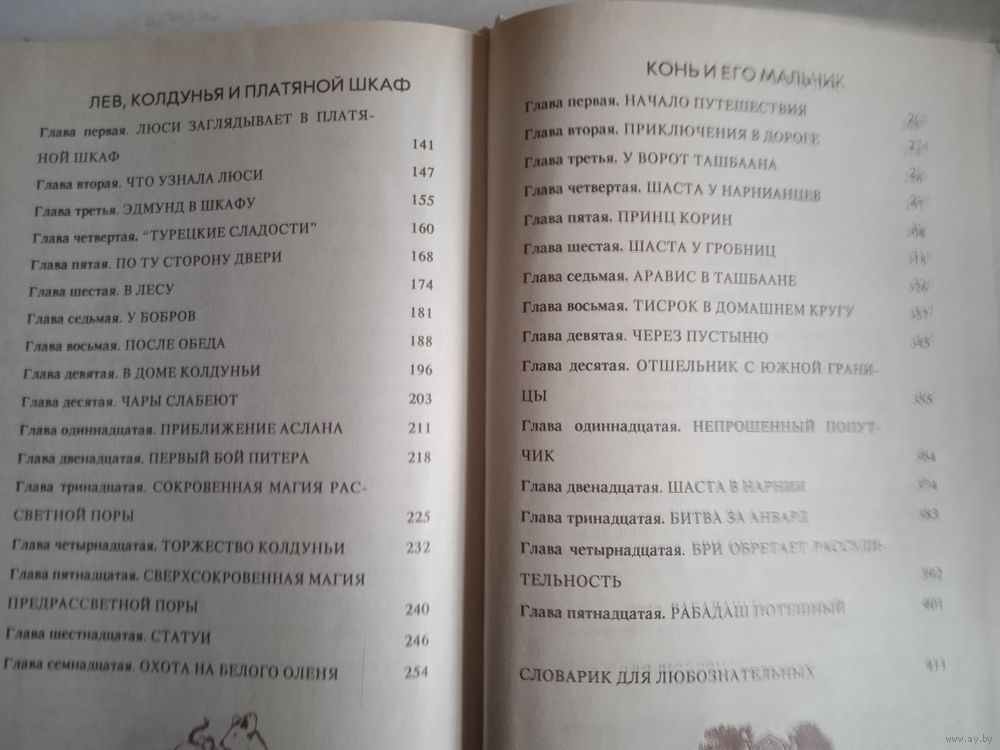 ЛЕВ, КОЛДУНЬЯ И ПЛАТЯНОЙ ШКАФ
Глава первая. ЛЮСИ ЗАГЛЯДЫВАЕТ В ПЛАТЯ-
НОЙ ШКАФ 141
Глава вторая. ЧТО УЗНАЛА ЛЮСИ 147
Глава третья. ЭДМУНД В ШКАФУ 155
Глава четвертая. "ТУРЕЦКИЕ СЛАДОСТИ" 160
Глава пятая. ПО ТУ СТОРОНУ ДВЕРИ 168
Глава шестая. В ЛЕСУ 174
Глава седьмая. У БОБРОВ 181
Глава восьмая. ПОСЛЕ ОБЕДА 188
Глава девятая. В ДОМЕ КОЛДУНЬИ 196
Глава десятая. ЧАРЫ СЛАБЕЮТ 203
Глава одиннадцатая. ПРИБЛИЖЕНИЕ АСЛАНА 211
Глава двенадцатая. ПЕРВЫЙ БОЙ ПИТЕРА 218
Глава тринадцатая. СОКРОВЕННАЯ МАГИЯ РАС-
СВЕТНОЙ ПОРЫ 225
Глава четырнадцатая. ТОРЖЕСТВО КОЛДУНЬИ 232
Глава пятнадцатая. СВЕРХСОКРОВЕННАЯ МАГИЯ
ПРЕДРАССВЕТНОЙ ПОРЫ 240
Глава шестнадцатая. СТАТУИ 246
Глава семнадцатая. ОХОТА НА БЕЛОГО ОЛЕНЯ 254
КОНЬ И ЕГО МАЛЬЧИК
Глава первая. НАЧАЛО ПУТЕШЕСТВИЯ
Глава вторая. ПРИКЛЮЧЕНИЯ В ДОРОГЕ
Глава третья. У ВОРОТ ТАШБААНА
Глава четвертая. ШАСТА У НАРНИАНЦЕВ
Глава пятая. ПРИНЦ КОРИН
Глава шестая. ШАСТА У ГРОБНИЦ
Глава седьмая. АРАВИС В ТАШБААНЕ
Глава восьмая. ТИСРОК В ДОМАШНЕМ КРУГУ
Глава девятая. ЧЕРЕЗ ПУСТЫНЮ 345
Глава десятая. ОТШЕЛЬНИК С ЮЖНОЙ ГРАНИ-
ЦЫ
Глава одиннадцатая. НЕПРОШЕННЫЙ ПОПУТ-
ЧИК
Глава двенадцатая. ШАСТА В НАРНИИ
Глава тринадцатая. БИТВА ЗА АНВАРД 383
Глава четырнадцатая. БРИ ОБРЕТАЕТ РАССУДИ-
ТЕЛЬНОСТЬ 392
Глава пятнадцатая. РАБАДАШ ПОТЕШНЫЙ 401
СЛОВАРИК ДЛЯ ЛЮБОЗНАТЕЛЬНЫХ 411
www.ay.by